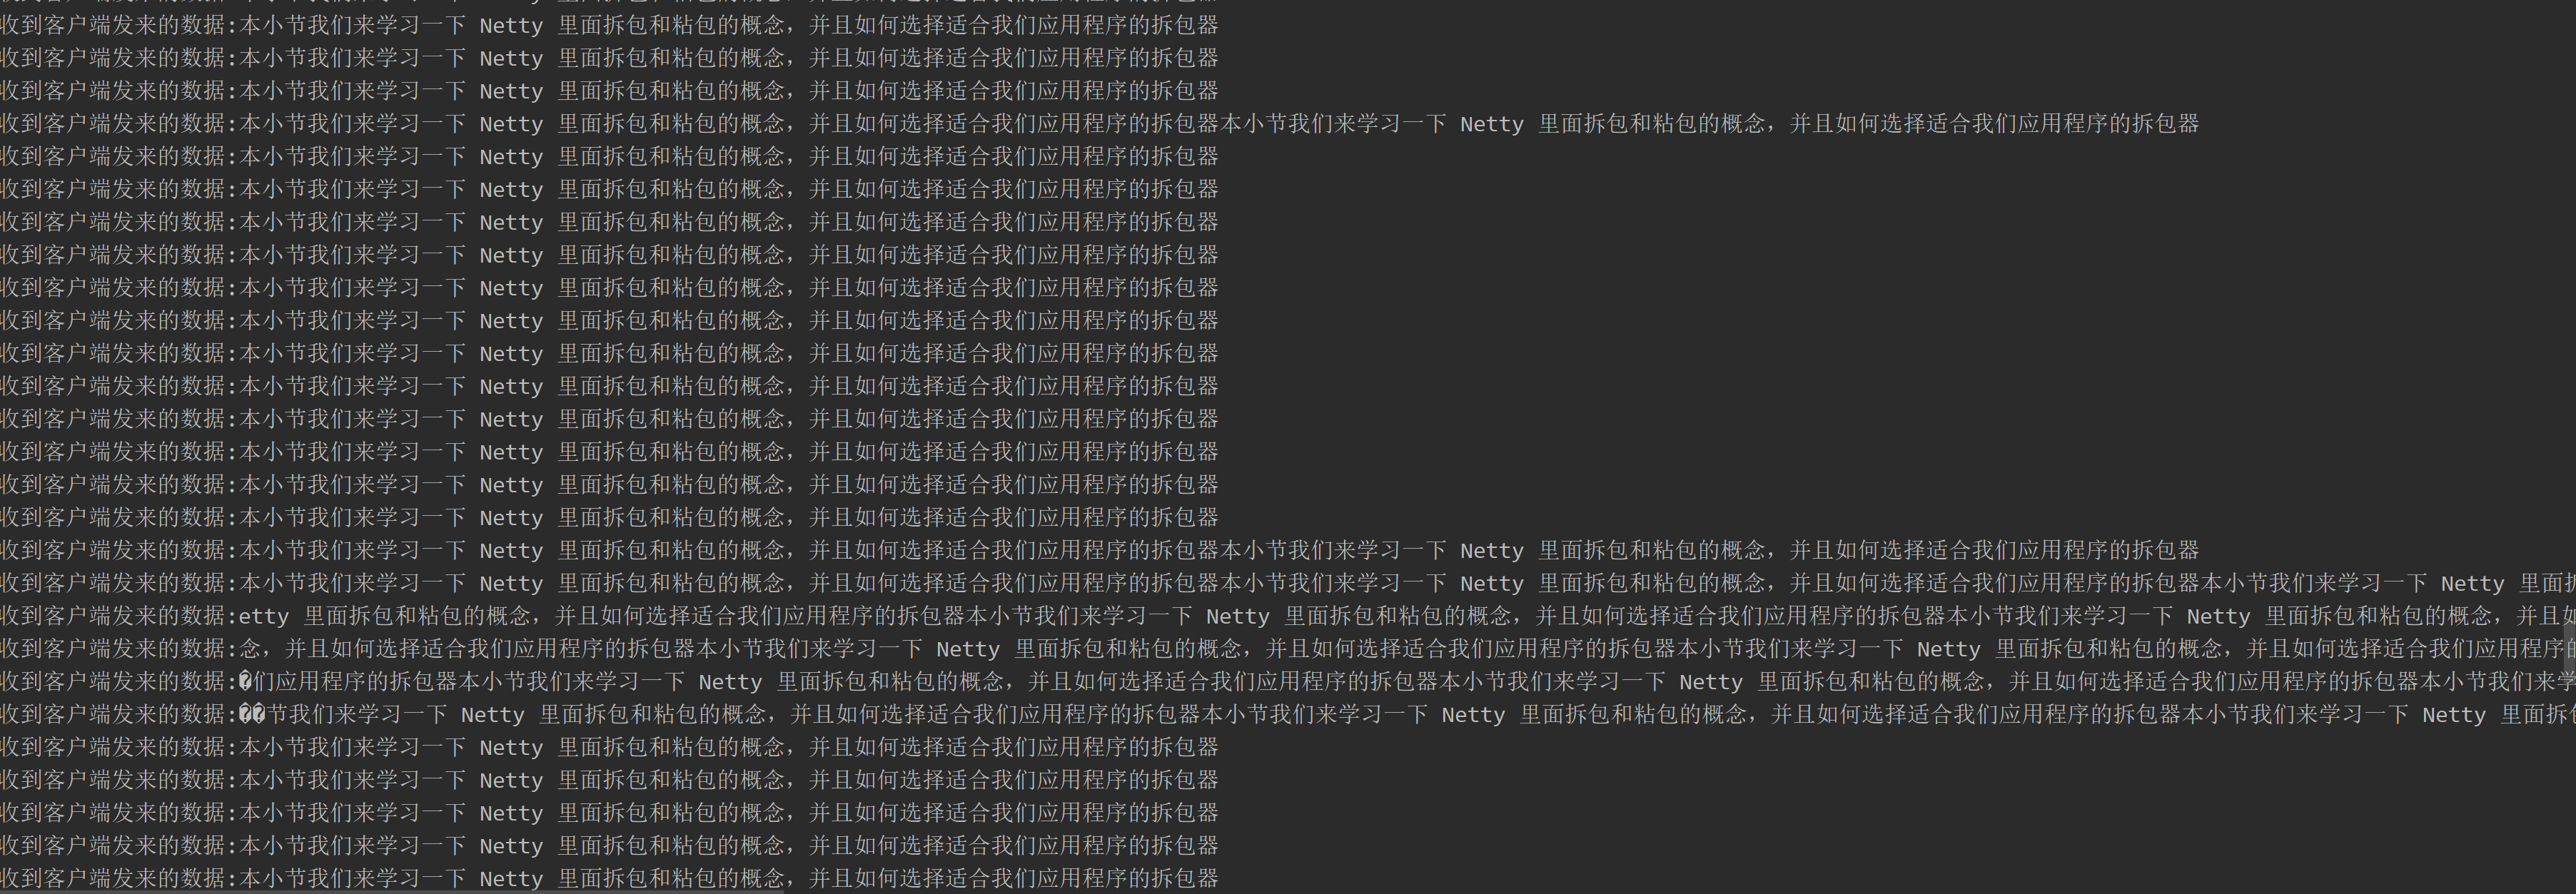 收到客户端发来的数据:本小节我们来学习一下 Netty 里面拆包和粘包的概念，并且如何选择适合我们应用程序的拆包器
收到客户端发来的数据:本小节我们来学习一下 Netty 里面拆包和粘包的概念，并且如何选择适合我们应用程序的拆包器
收到客户端发来的数据:本小节我们来学习一下 Netty 里面拆包和粘包的概念，并且如何选择适合我们应用程序的拆包器
收到客户端发来的数据:本小节我们来学习一下 Netty 里面拆包和粘包的概念，并且如何选择适合我们应用程序的拆包器本小节我们来学习一下 Netty 里面拆包和粘包的概念，并且如何选择适合我们应用程序的拆包器
收到客户端发来的数据:本小节我们来学习一下 Netty 里面拆包和粘包的概念，并且如何选择适合我们应用程序的拆包器
收到客户端发来的数据:本小节我们来学习一下 Netty 里面拆包和粘包的概念，并且如何选择适合我们应用程序的拆包器
收到客户端发来的数据:本小节我们来学习一下 Netty 里面拆包和粘包的概念，并且如何选择适合我们应用程序的拆包器
收到客户端发来的数据:本小节我们来学习一下 Netty 里面拆包和粘包的概念，并且如何选择适合我们应用程序的拆包器
收到客户端发来的数据:本小节我们来学习一下 Netty 里面拆包和粘包的概念，并且如何选择适合我们应用程序的拆包器
收到客户端发来的数据:本小节我们来学习一下 Netty 里面拆包和粘包的概念，并且如何选择适合我们应用程序的拆包器
收到客户端发来的数据:本小节我们来学习一下 Netty 里面拆包和粘包的概念，并且如何选择适合我们应用程序的拆包器
收到客户端发来的数据:本小节我们来学习一下 Netty 里面拆包和粘包的概念，并且如何选择适合我们应用程序的拆包器
收到客户端发来的数据:本小节我们来学习一下 Netty 里面拆包和粘包的概念，并且如何选择适合我们应用程序的拆包器
收到客户端发来的数据:本小节我们来学习一下 Netty 里面拆包和粘包的概念，并且如何选择适合我们应用程序的拆包器
收到客户端发来的数据:本小节我们来学习一下 Netty 里面拆包和粘包的概念，并且如何选择适合我们应用程序的拆包器
收到客户端发来的数据:本小节我们来学习一下 Netty 里面拆包和粘包的概念，并且如何选择适合我们应用程序的拆包器
收到客户端发来的数据:本小节我们来学习一下 Netty 里面拆包和粘包的概念，并且如何选择适合我们应用程序的拆包器本小节我们来学习一下 Netty 里面拆包和粘包的概念，并且如何选择适合我们应用程序的拆包器
收到客户端发来的数据:本小节我们来学习一下 Netty 里面拆包和粘包的概念，并且如何选择适合我们应用程序的拆包器本小节我们来学习一下 Netty 里面拆包和粘包的概念，并且如何选择适合我们应用程序的拆包器本小节我们来学习一下 Netty 里面
收到客户端发来的数据:etty 里面拆包和粘包的概念，并且如何选择适合我们应用程序的拆包器本小节我们来学习一下 Netty 里面拆包和粘包的概念，并且如何选择适合我们应用程序的拆包器本小节我们来学习一下 Netty 里面拆包和粘包的概念，并且
收到客户端发来的数据:念，并且如何选择适合我们应用程序的拆包器本小节我们来学习一下 Netty 里面拆包和粘包的概念，并且如何选择适合我们应用程序的拆包器本小节我们来学习一下 Netty 里面拆包和粘包的概念，并且如何选择适合我们应用程序
收到客户端发来的数据:�们应用程序的拆包器本小节我们来学习一下 Netty 里面拆包和粘包的概念，并且如何选择适合我们应用程序的拆包器本小节我们来学习一下 Netty 里面拆包和粘包的概念，并且如何选择适合我们应用程序的拆包器本小节我们来学
收到客户端发来的数据:��节我们来学习一下 Netty 里面拆包和粘包的概念，并且如何选择适合我们应用程序的拆包器本小节我们来学习一下 Netty 里面拆包和粘包的概念，并且如何选择适合我们应用程序的拆包器本小节我们来学习一下 Netty 里面拆
收到客户端发来的数据:本小节我们来学习一下 Netty 里面拆包和粘包的概念，并且如何选择适合我们应用程序的拆包器
收到客户端发来的数据:本小节我们来学习一下 Netty 里面拆包和粘包的概念，并且如何选择适合我们应用程序的拆包器
收到客户端发来的数据:本小节我们来学习一下 Netty 里面拆包和粘包的概念，并且如何选择适合我们应用程序的拆包器
收到客户端发来的数据:本小节我们来学习一下 Netty 里面拆包和粘包的概念，并且如何选择适合我们应用程序的拆包器
收到客户端发来的数据:本小节我们来学习一下 Netty 里面拆包和粘包的概念，并且如何选择适合我们应用程序的拆包器